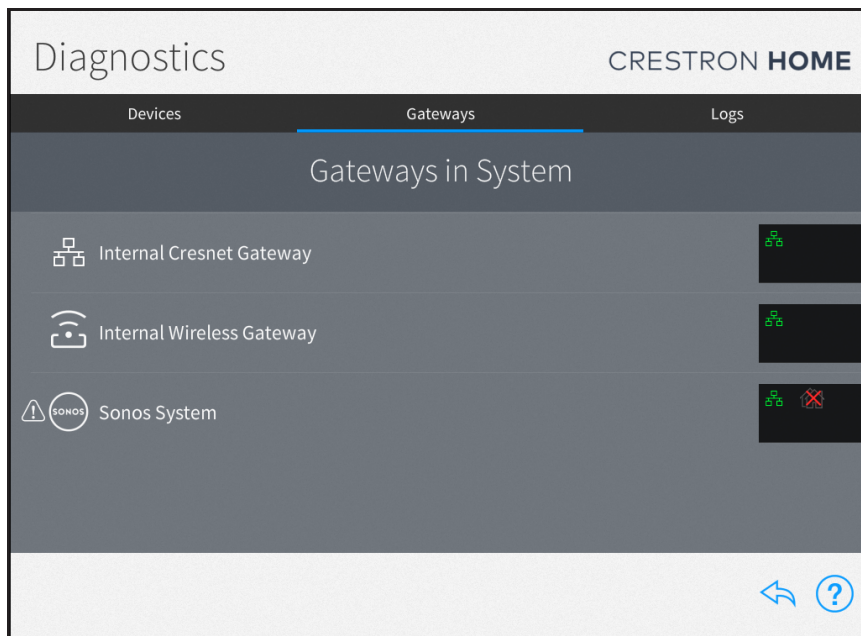 Diagnostics
CRESTRON HOME
Devices Gateways Logs
Gateways in System
Internal Cresnet Gateway
Internal Wireless Gateway
SONOS Sonos System
?